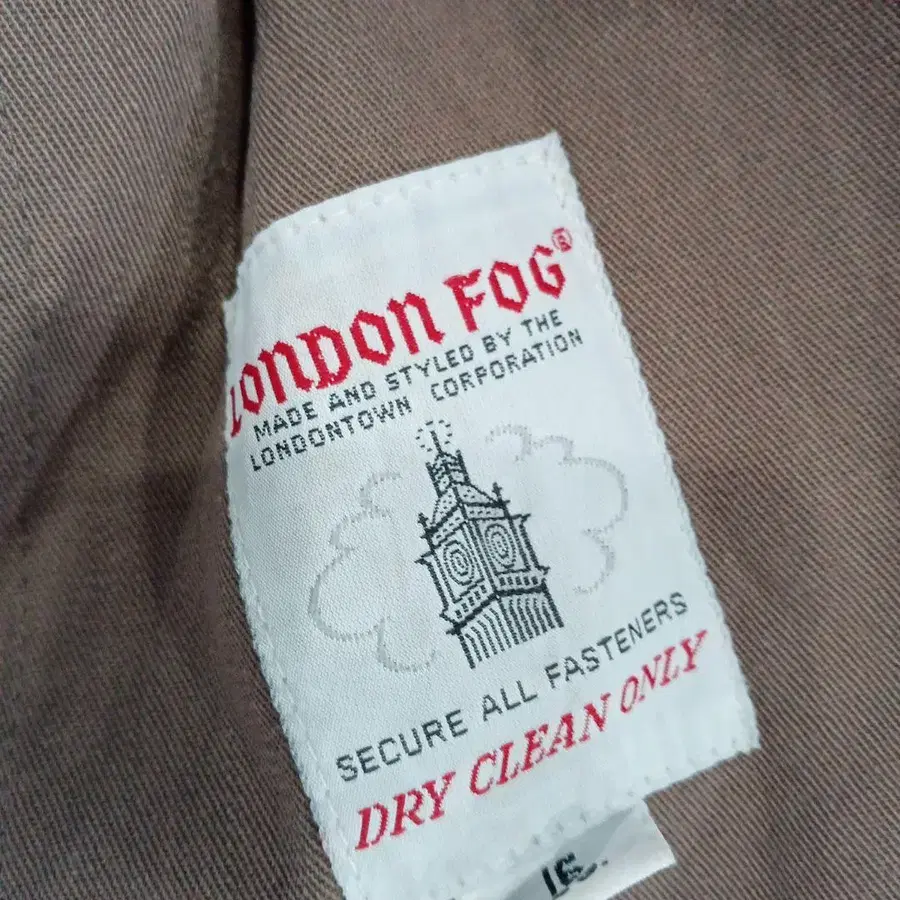 LONDON FOG®
MADE AND STYLED BY THE
LONDONTOWN CORPORATION
SECURE ALL FASTENERS
DRY CLEAN ONLY